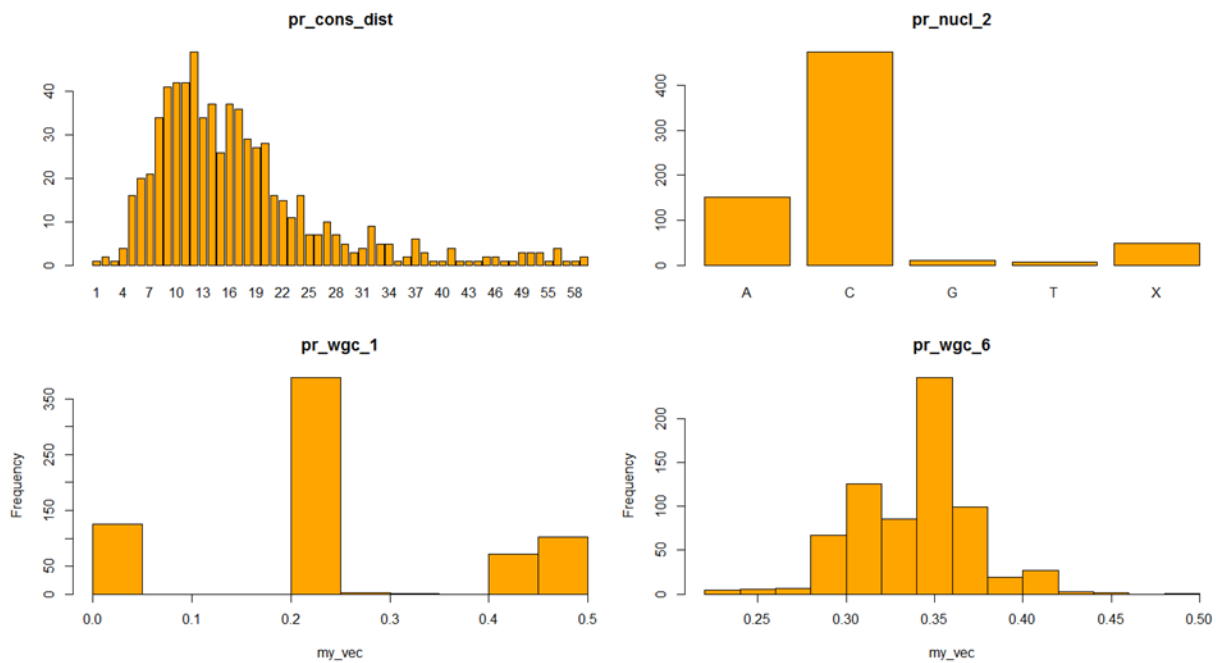 pr_cons_dist
40
30
20
10
0
1 4 7 10 13 16 19 22 25 28 31 34 37 40 43 46 49 55 58
pr_nucl_2
400
300
200
100
0
A C G T X
pr_wgc_1
Frequency
350
250
150
50
0
0.0 0.1 0.2 0.3 0.4 0.5
my_vec
pr_wgc_6
Frequency
200
150
100
50
0
0.25 0.30 0.35 0.40 0.45 0.50
my_vec